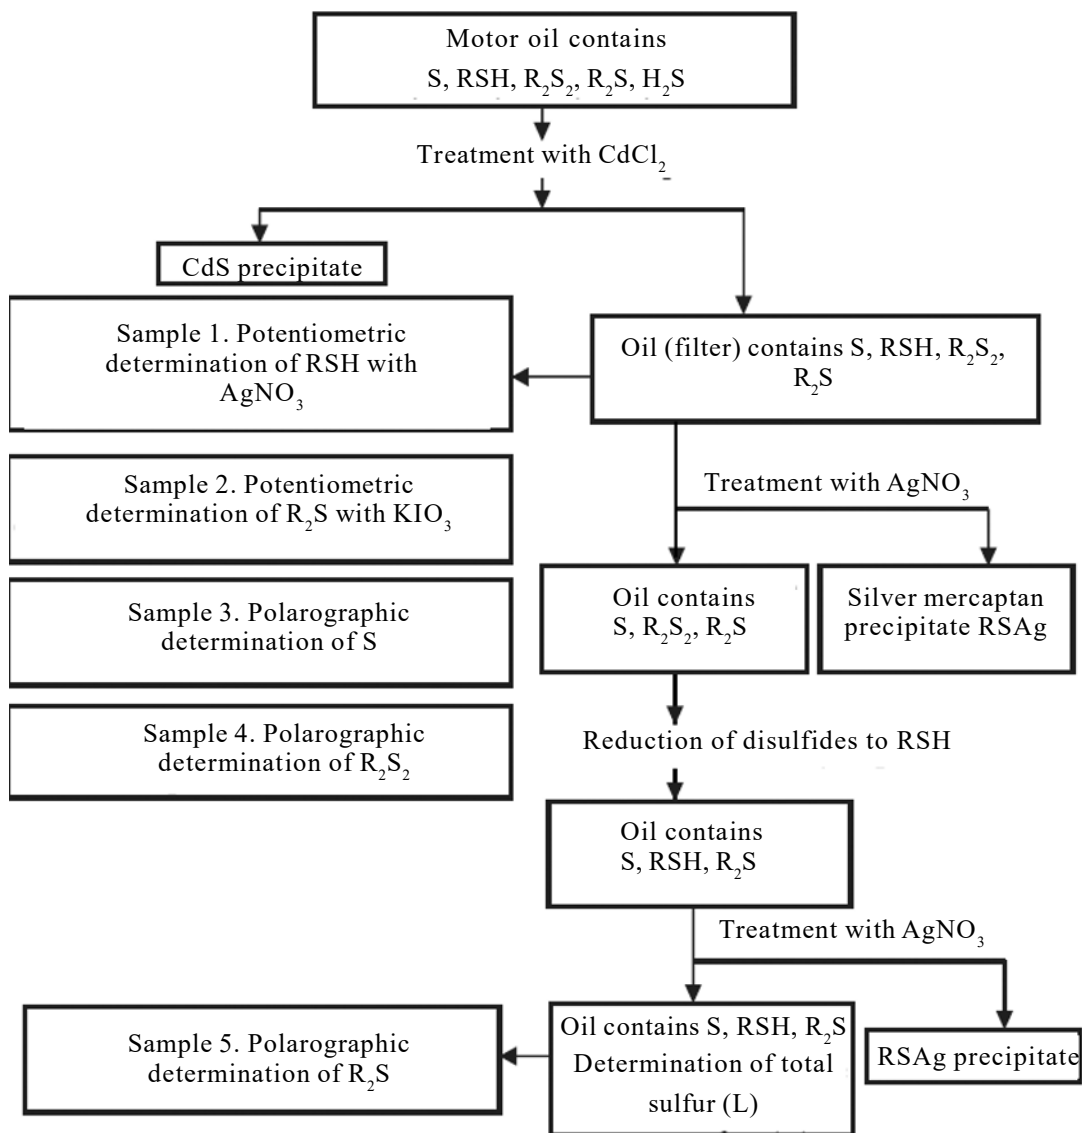 Motor oil contains
S, RSH, R₂S₂, R₂S, H₂S
Treatment with CdCl₂
CdS precipitate
Sample 1. Potentiometric
determination of RSH with
AgNO₃
Oil (filter) contains S, RSH, R₂S₂,
R₂S
Sample 2. Potentiometric
determination of R₂S with KIO₃
Treatment with AgNO₃
Sample 3. Polarographic
determination of S
Oil contains
S, R₂S₂, R₂S
Silver mercaptan
precipitate RSAg
Sample 4. Polarographic
determination of R₂S₂
Reduction of disulfides to RSH
Oil contains
S, RSH, R₂S
Treatment with AgNO₃
Sample 5. Polarographic
determination of R₂S
Oil contains S, RSH, R₂S
Determination of total
sulfur (L)
RSAg precipitate